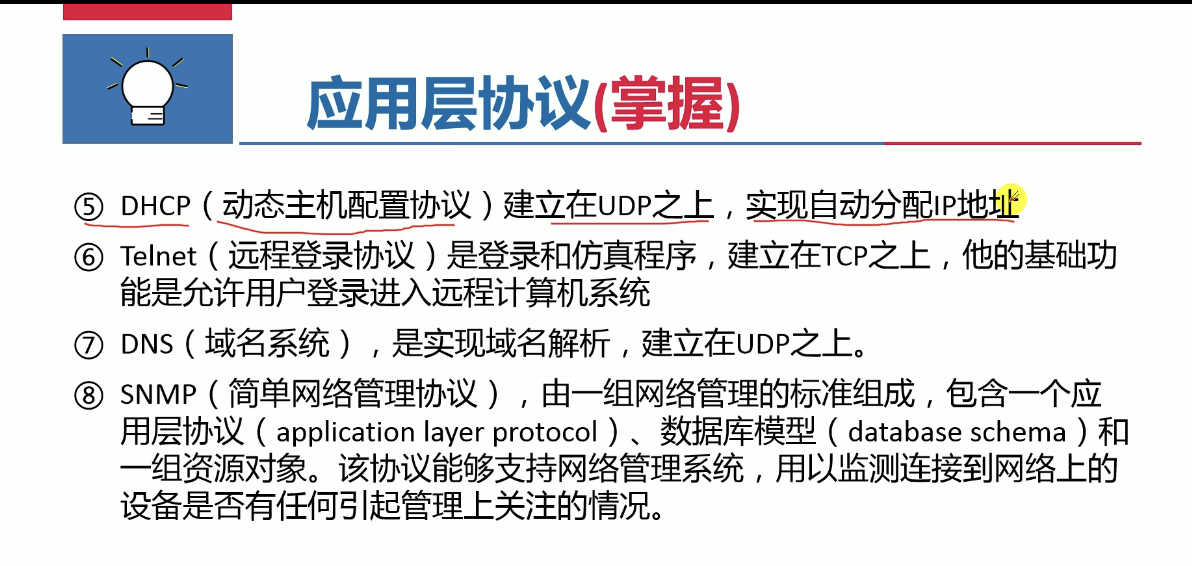 应用层协议(掌握)
⑤ DHCP（动态主机配置协议）建立在UDP之上，实现自动分配IP地址
⑥ Telnet（远程登录协议）是登录和仿真程序，建立在TCP之上，他的基础功
能是允许用户登录进入远程计算机系统
⑦ DNS（域名系统），是实现域名解析，建立在UDP之上。
⑧ SNMP（简单网络管理协议），由一组网络管理的标准组成，包含一个应
用层协议（application layer protocol）、数据库模型（database schema）和
一组资源对象。该协议能够支持网络管理系统，用以监测连接到网络上的
设备是否有任何引起管理上关注的情况。